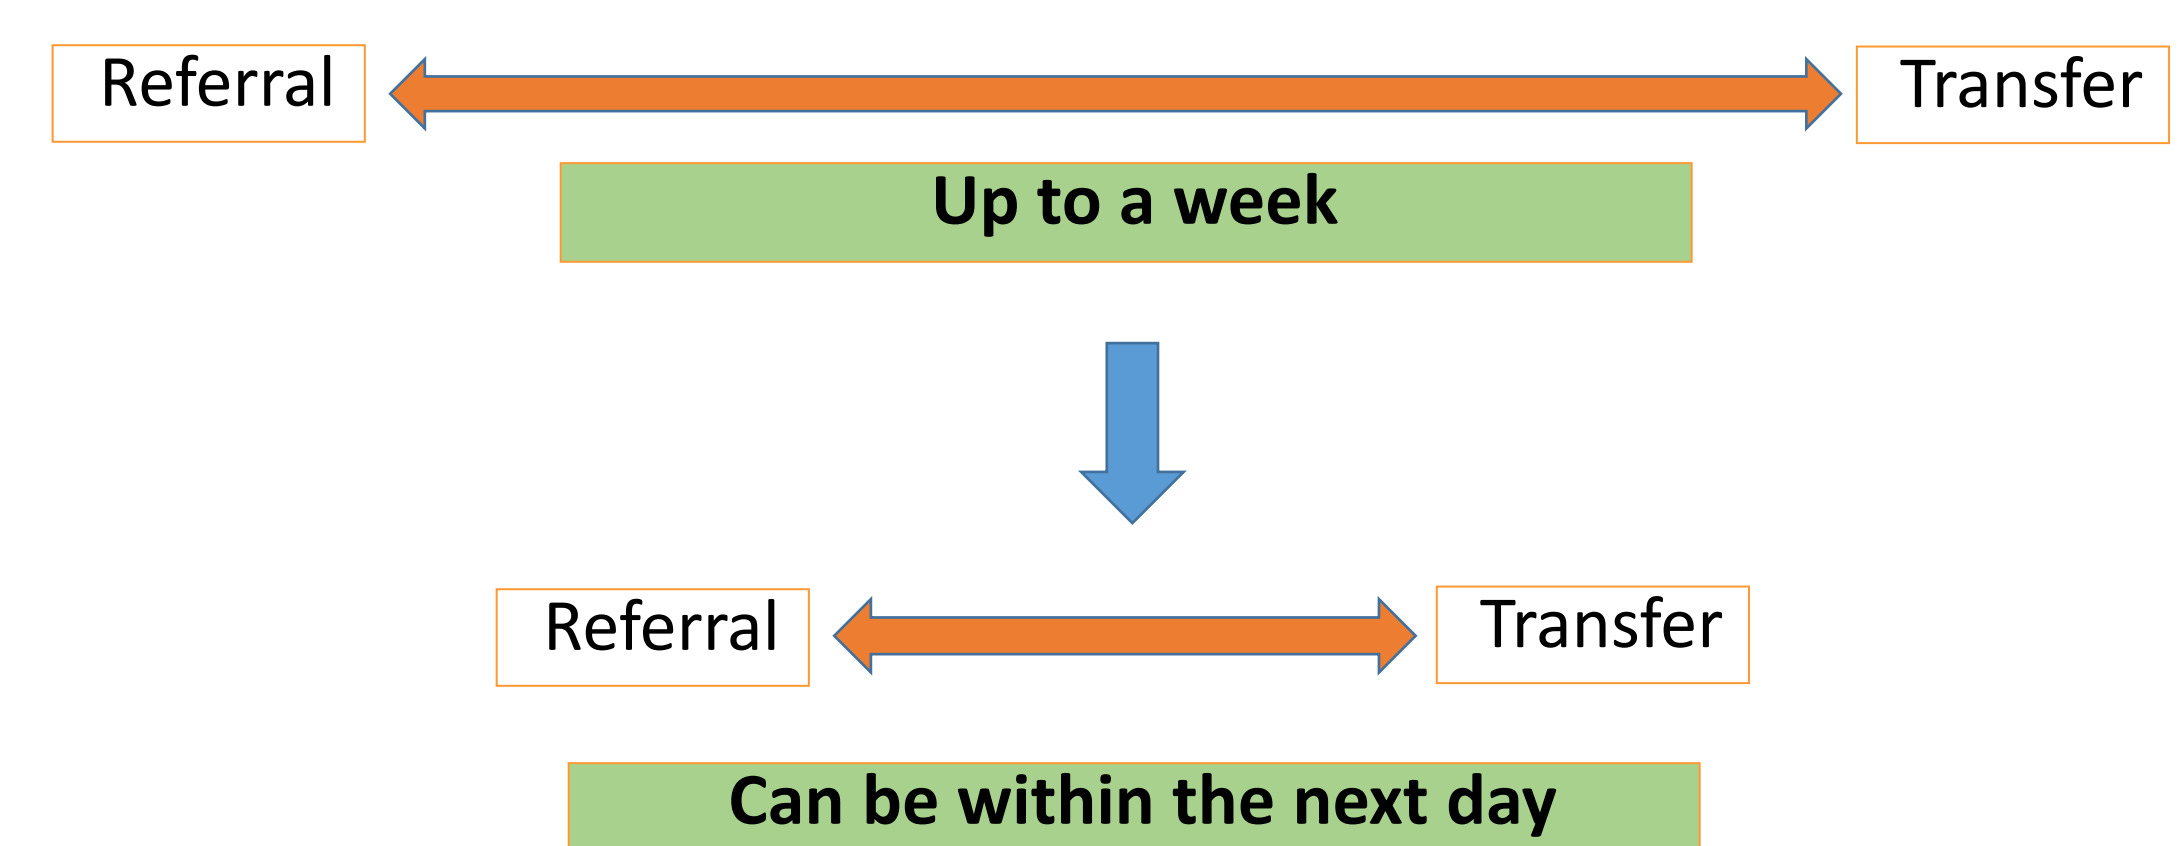 Referral
Transfer
Up to a week
Referral
Transfer
Can be within the next day